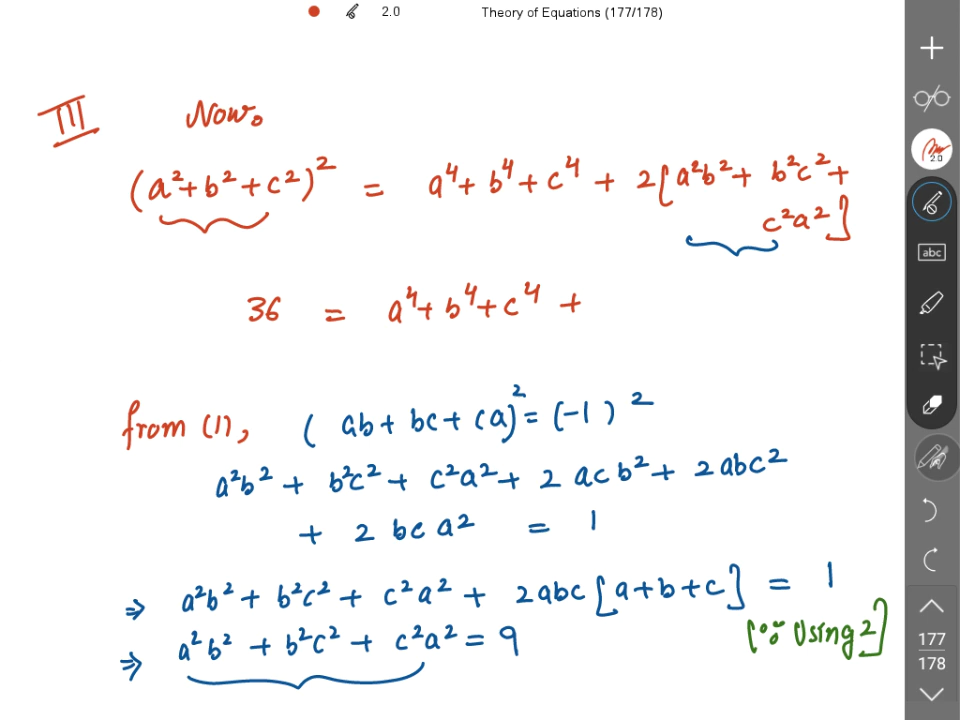 2.0 Theory of Equations (177/178)
III Now.
(a²+b²+c²)² = a⁴+b⁴+c⁴ + 2[a²b²+ b²c²+
c²a²]
36 = a⁴+b⁴+c⁴ +
from (1), (ab+bc+ca)² = (-1)²
a²b² + b²c² + c²a² + 2acb² + 2abc²
+ 2bca² = 1
⇒ a²b² + b²c² + c²a² + 2abc[a+b+c] = 1
⇒ a²b² + b²c² + c²a² = 9 [∵ Using 2]
2.0
abc
177
178